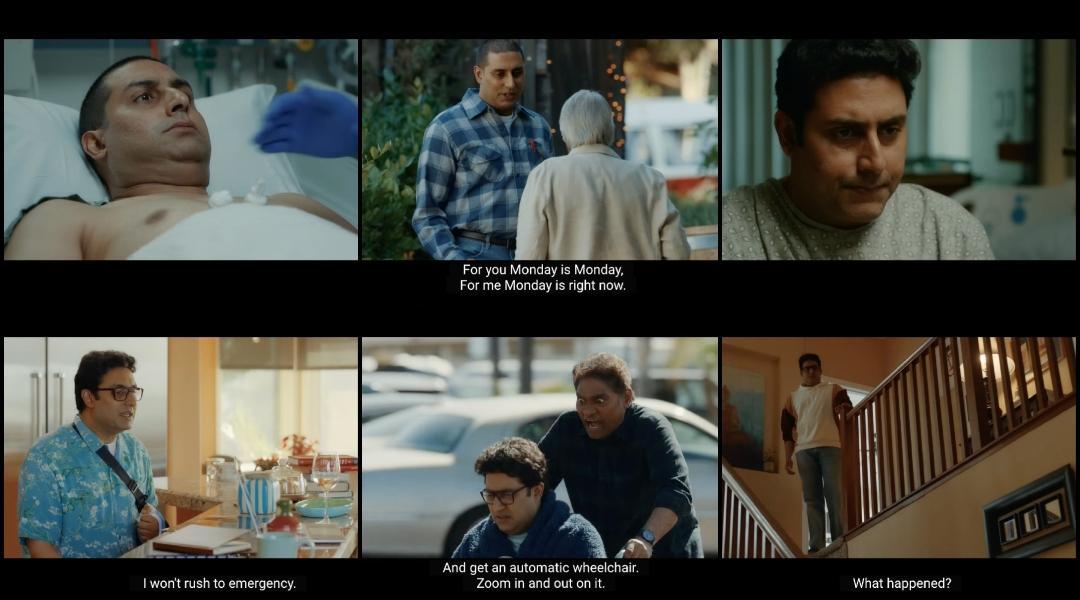 For you Monday is Monday,
For me Monday is right now.
I won't rush to emergency.
And get an automatic wheelchair.
Zoom in and out on it.
What happened?